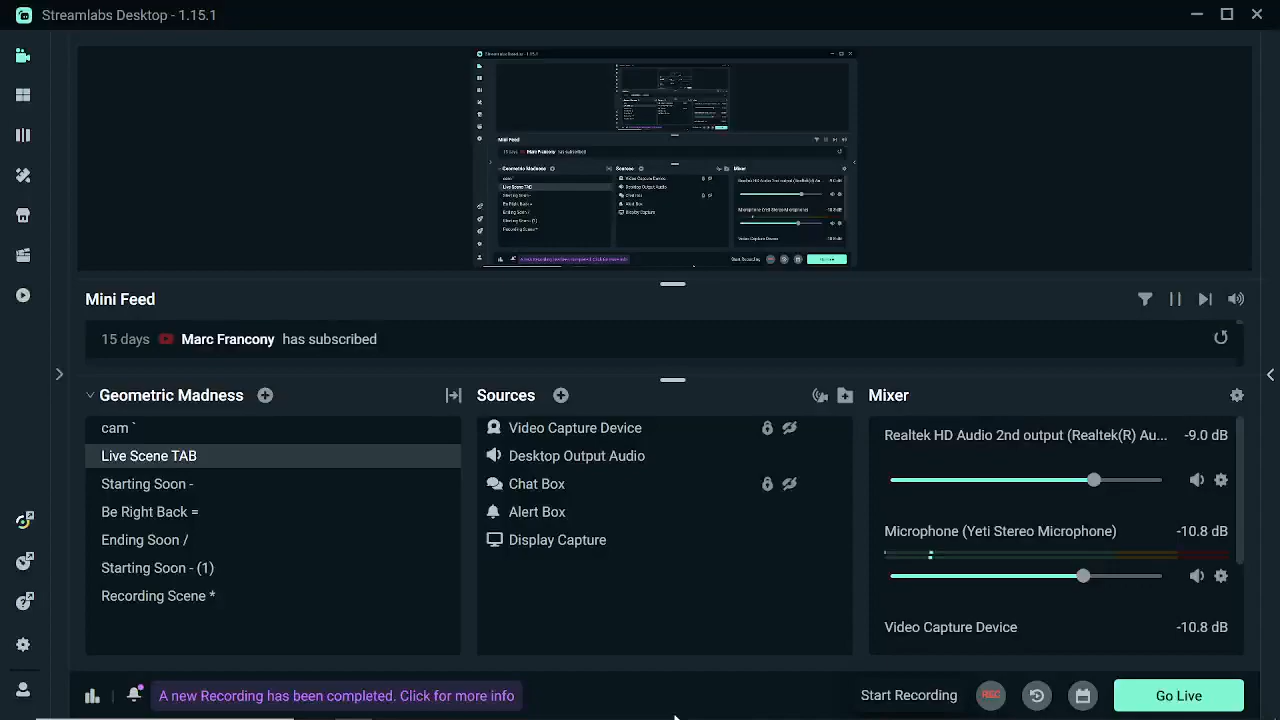 Streamlabs Desktop - 1.15.1
Mini Feed
15 days Marc Francony has subscribed
Geometric Madness
Sources
Mixer
cam `
Live Scene TAB
Starting Soon -
Be Right Back =
Ending Soon /
Starting Soon - (1)
Recording Scene *
Video Capture Device
Desktop Output Audio
Chat Box
Alert Box
Display Capture
Realtek HD Audio 2nd output (Realtek(R) Au... -9.0 dB
Microphone (Yeti Stereo Microphone) -10.8 dB
Video Capture Device -10.8 dB
A new Recording has been completed. Click for more info
Start Recording
REC
Go Live